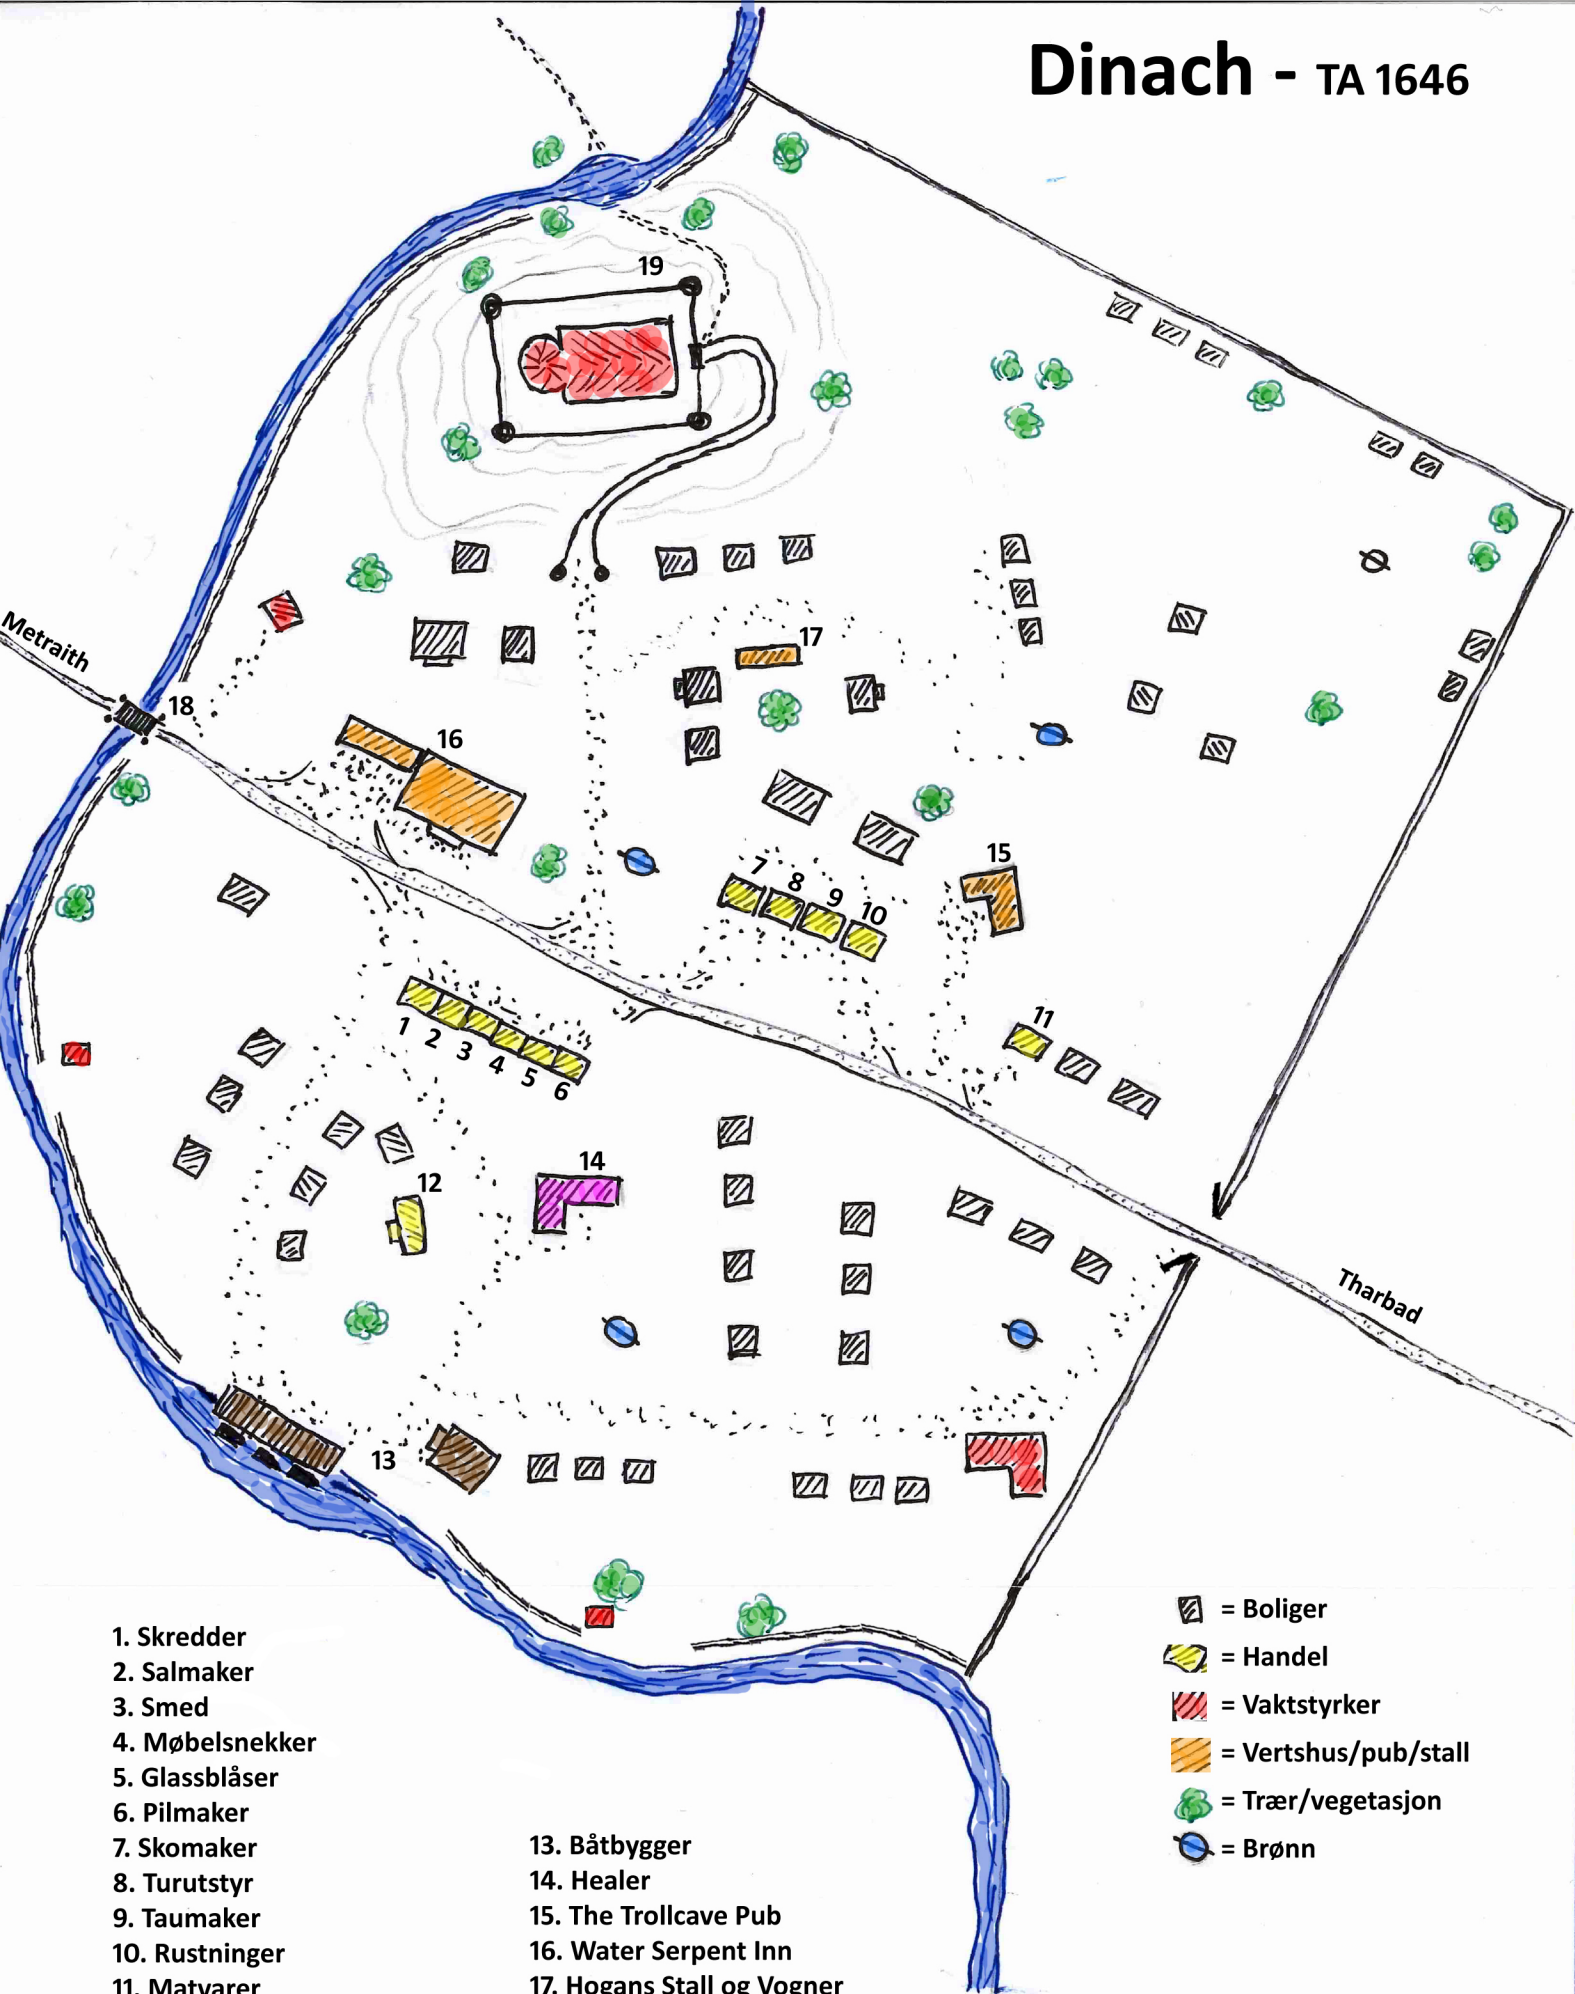 Dinach - TA 1646
19
17
Metraith
18
16
15
7
8
9
10
11
1
2
3
4
5
6
14
12
Tharbad
13
1. Skredder
2. Salmaker
3. Smed
4. Møbelsnekker
5. Glassblåser
6. Pilmaker
7. Skomaker
8. Turutstyr
9. Taumaker
10. Rustninger
11. Matvarer
13. Båtbygger
14. Healer
15. The Trollcave Pub
16. Water Serpent Inn
17. Hogans Stall og Vogner
= Boliger
= Handel
= Vaktstyrker
= Vertshus/pub/stall
= Trær/vegetasjon
= Brønn